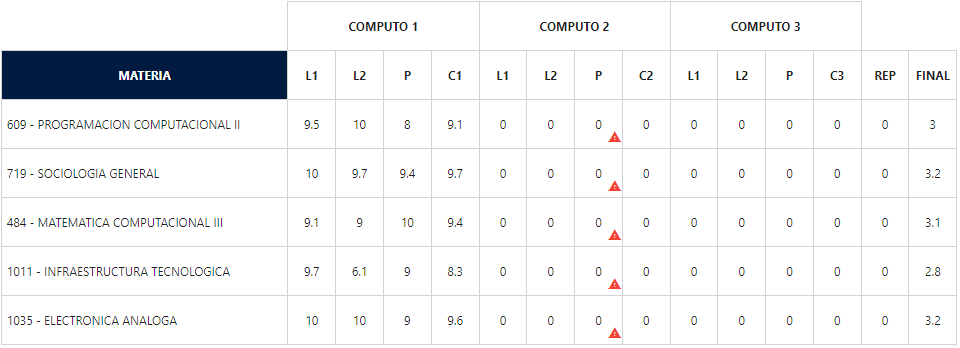 COMPUTO 1 COMPUTO 2 COMPUTO 3
MATERIA L1 L2 P C1 L1 L2 P C2 L1 L2 P C3 REP FINAL
609 - PROGRAMACION COMPUTACIONAL II 9.5 10 8 9.1 0 0 0 0 0 0 0 0 0 3
719 - SOCIOLOGIA GENERAL 10 9.7 9.4 9.7 0 0 0 0 0 0 0 0 0 3.2
484 - MATEMATICA COMPUTACIONAL III 9.1 9 10 9.4 0 0 0 0 0 0 0 0 0 3.1
1011 - INFRAESTRUCTURA TECNOLOGICA 9.7 6.1 9 8.3 0 0 0 0 0 0 0 0 0 2.8
1035 - ELECTRONICA ANALOGA 10 10 9 9.6 0 0 0 0 0 0 0 0 0 3.2